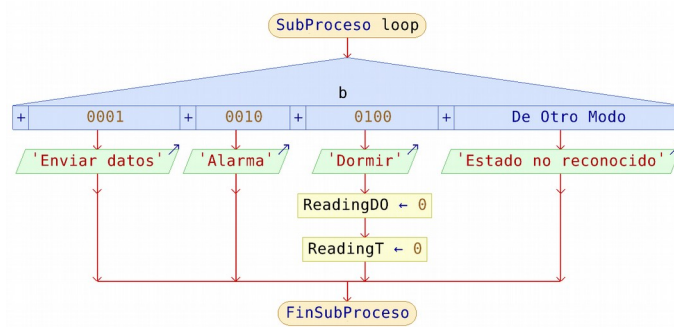 SubProceso loop
b
+ 0001 + 0010 + 0100 + De Otro Modo
'Enviar datos' 'Alarma' 'Dormir' 'Estado no reconocido'
ReadingDO ← 0
ReadingT ← 0
FinSubProceso